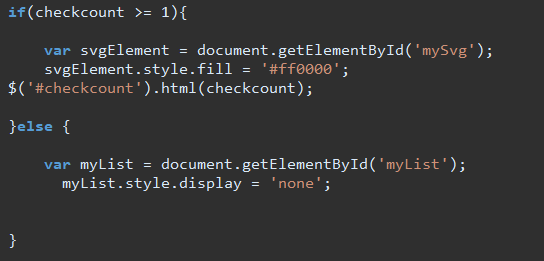 if(checkcount >= 1){
var svgElement = document.getElementById('mySvg');
svgElement.style.fill = '#ff0000';
$('#checkcount').html(checkcount);
}else {
var myList = document.getElementById('myList');
myList.style.display = 'none';
}